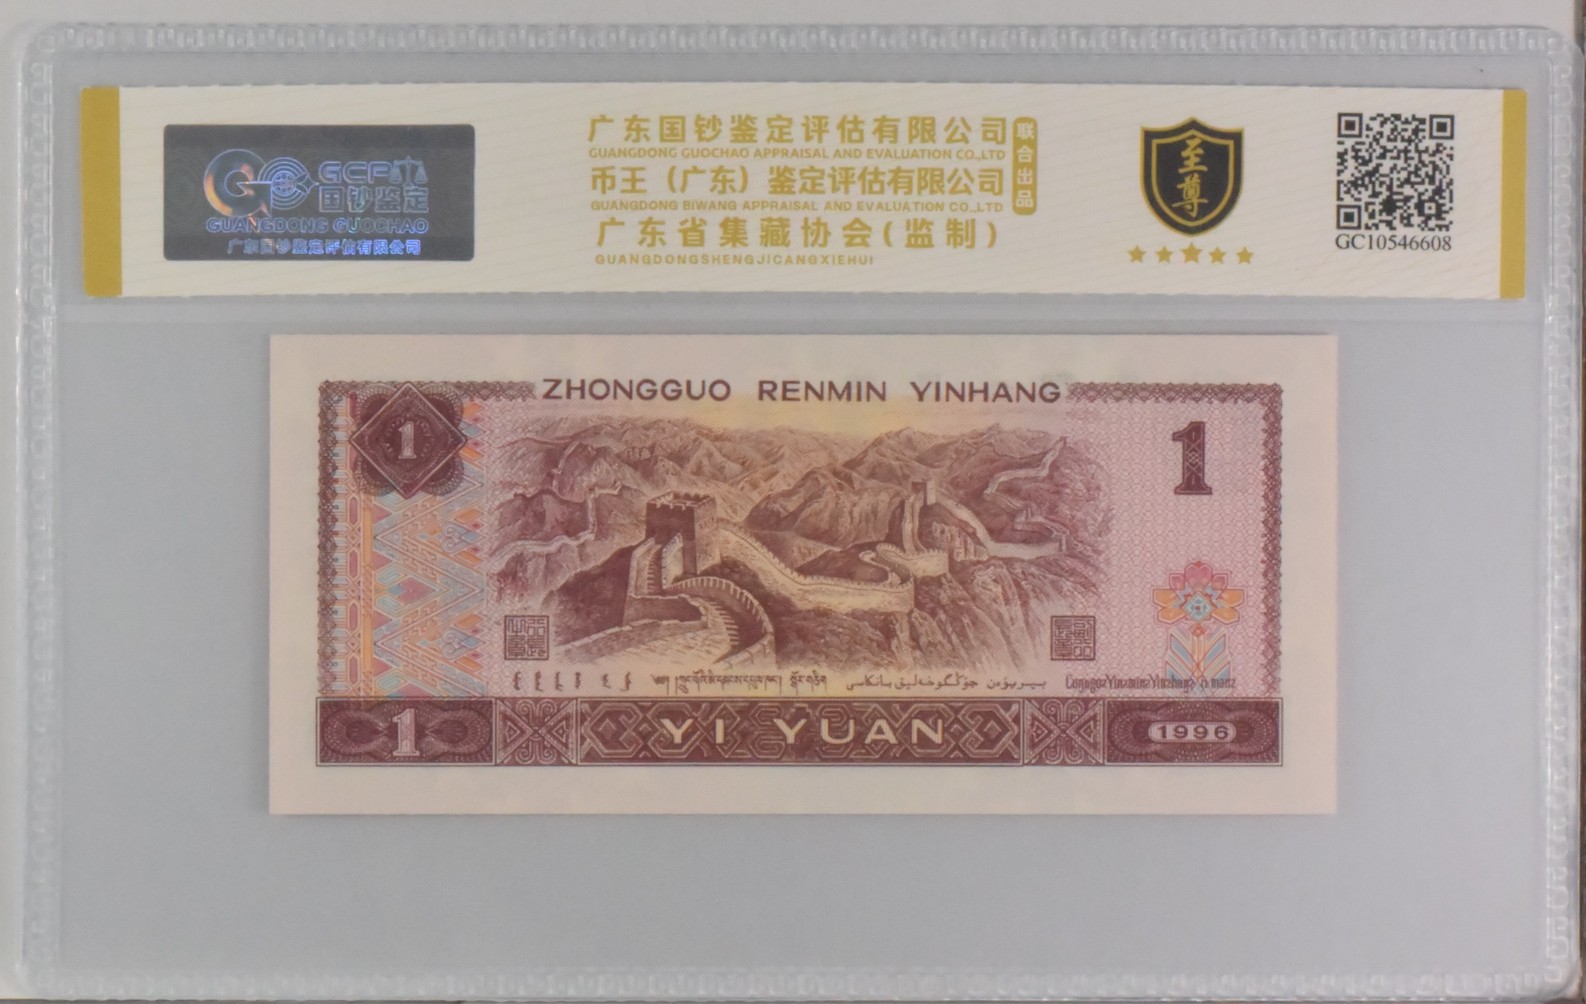 GCP
国钞鉴定
GUANGDONG GUOCHAO
广东国钞鉴定评估有限公司
广东国钞鉴定评估有限公司
GUANGDONG GUOCHAO APPRAISAL AND EVALUATION CO.,LTD
币王（广东）鉴定评估有限公司
GUANGDONG BIWANG APPRAISAL AND EVALUATION CO.,LTD
联合出品
广东省集藏协会(监制)
GUANGDONGSHENGJICANGXIEHUI
至尊
GC10546608
ZHONGGUO RENMIN YINHANG
1
1
1
YI YUAN
1996